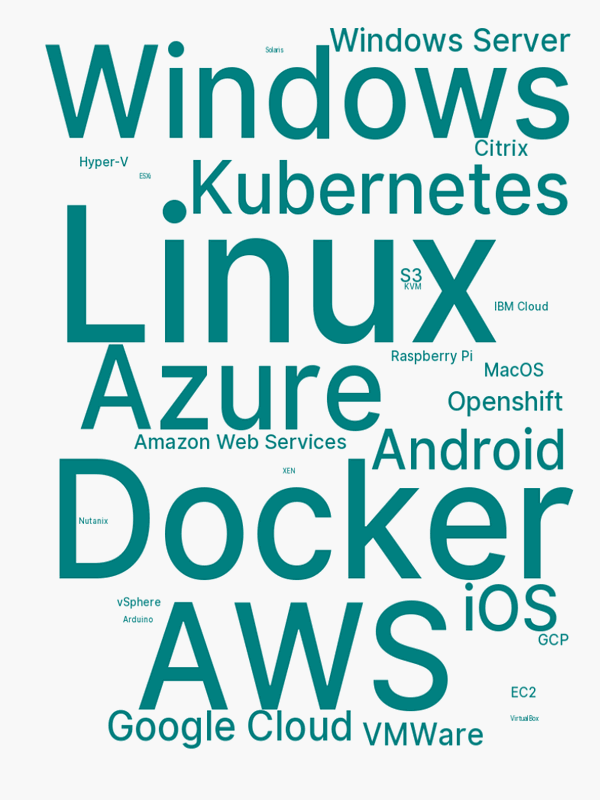 Windows Server
Solaris
Windows
Citrix
Hyper-V
ESXi
Kubernetes
Linux
S3
KVM
IBM Cloud
Raspberry Pi
MacOS
Azure
Openshift
Amazon Web Services
Android
XEN
Docker
Nutanix
iOS
vSphere
Arduino
AWS
GCP
EC2
VirtualBox
Google Cloud
VMWare